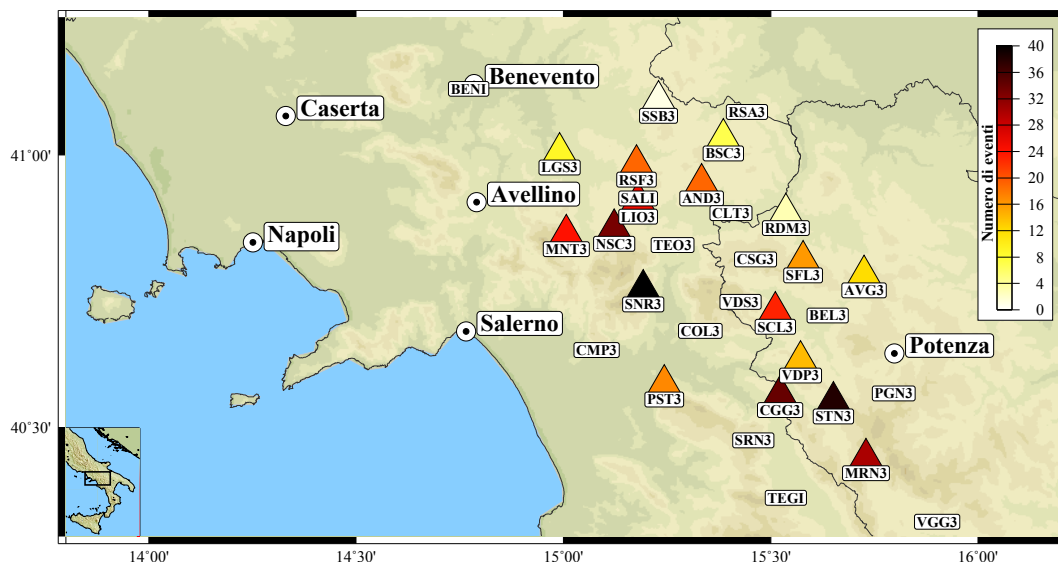 Benevento
BENI
Caserta
SSB3
RSA3
BSC3
LGS3
RSF3
AND3
SALI
LIO3
CLT3
RDM3
Avellino
Napoli
MNT3
NSC3
TEO3
CSG3
SFL3
AVG3
SNR3
VDS3
SCL3
BEL3
Salerno
COL3
CMP3
VDP3
Potenza
PST3
CGG3
STN3
PGN3
SRN3
MRN3
TEGI
VGG3
Numero di eventi
40
36
32
28
24
20
16
12
8
4
0
41°00'
40°30'
14°00'
14°30'
15°00'
15°30'
16°00'